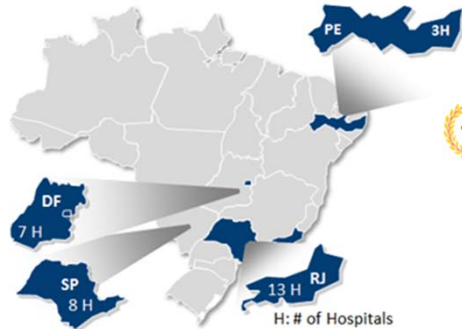 PE 3H
DF
7 H
SP
8 H
RJ
13 H
H: # of Hospitals